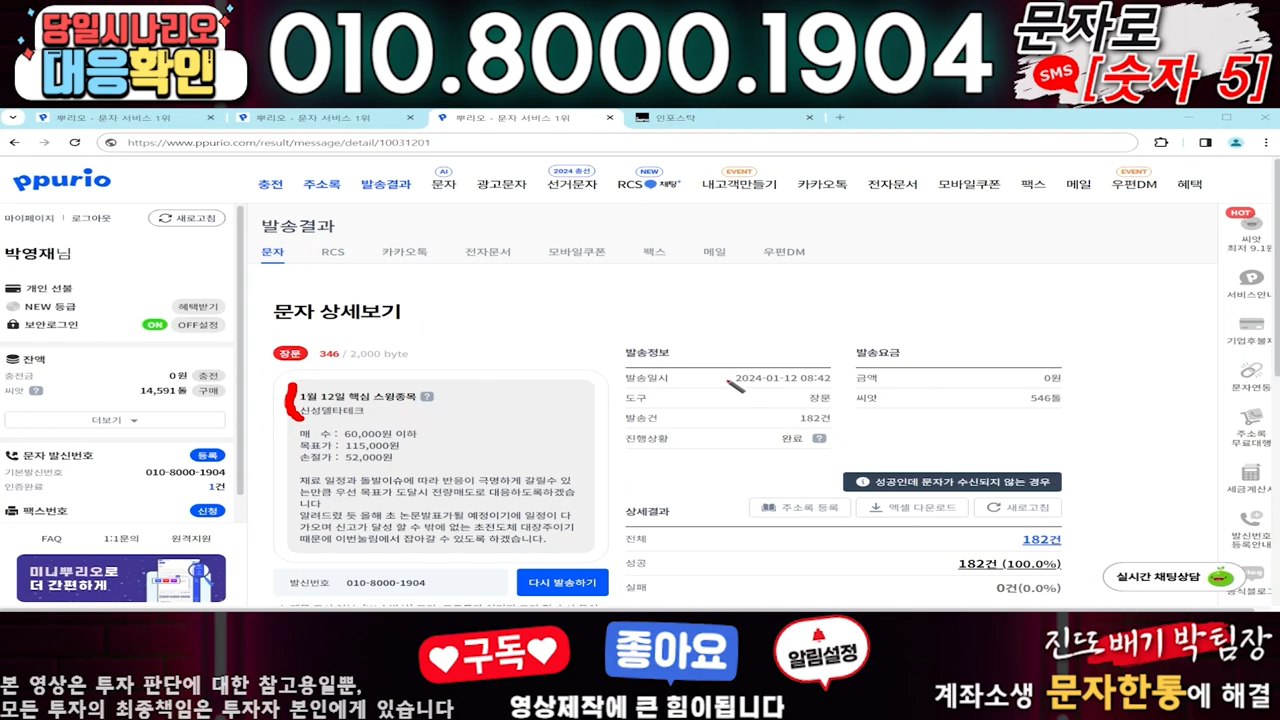 당일시나리오
대응확인
010.8000.1904
문자로
SMS [숫자 5]
뿌리오 - 문자 서비스 1위
뿌리오 - 문자 서비스 1위
뿌리오 - 문자 서비스 1위
인포스탁
https://www.ppurio.com/result/message/detail/10031201
ppurio
AI
2024 총선
NEW
EVENT
EVENT
충전 주소록 발송결과 문자 광고문자 선거문자 RCS 채팅+ 내고객만들기 카카오톡 전자문서 모바일쿠폰 팩스 메일 우편DM 혜택
마이페이지 | 로그아웃 새로고침
박영재님
개인 선불
NEW 등급 혜택받기
보안로그인 ON OFF설정
잔액
충전금 0원 충전
씨앗 ? 14,591톨 구매
더보기
문자 발신번호 등록
기본발신번호 010-8000-1904
인증완료 1건
팩스번호 신청
FAQ 1:1문의 원격지원
미니뿌리오로
더 간편하게
발송결과
문자 RCS 카카오톡 전자문서 모바일쿠폰 팩스 메일 우편DM
문자 상세보기
장문 346 / 2,000 byte
1월 12일 핵심 스윙종목 ?
신성델타테크
매 수 : 60,000원 이하
목표가 : 115,000원
손절가 : 52,000원
재료 일정과 돌발이슈에 따라 반응이 극명하게 갈릴수 있
는만큼 우선 목표가 도달시 전량매도로 대응하도록하겠습
니다
알려드렸 듯 올해 초 논문발표가될 예정이기에 일정이 다
가오며 신고가 달성 할 수 밖에 없는 초전도체 대장주이기
때문에 이번눌림에서 잡아갈 수 있도록 하겠습니다.
발신번호 010-8000-1904 다시 발송하기
발송정보
발송일시 2024-01-12 08:42
도구 장문
발송건 182건
진행상황 완료 ?
발송요금
금액 0원
씨앗 546톨
성공인데 문자가 수신되지 않는 경우
상세결과 주소록 등록 엑셀 다운로드 새로고침
전체 182건
성공 182건 (100.0%)
실패 0건(0.0%)
HOT
씨앗
최저 9.1원
서비스안내
기업후불제
문자연동
주소록
무료대행
세금계산서
발신번호
등록안내
공식블로그
실시간 채팅상담
구독
좋아요
알림설정
영상제작에 큰 힘이됩니다
본 영상은 투자 판단에 대한 참고용일뿐,
모든 투자의 최종책임은 투자자 본인에게 있습니다
진또배기 박팀장
계좌소생 문자한통에 해결